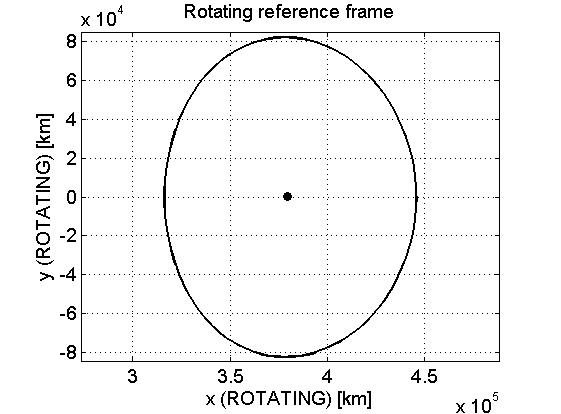 Rotating reference frame
x 10^4
8
6
4
2
0
-2
-4
-6
-8
y (ROTATING) [km]
3
3.5
4
4.5
x (ROTATING) [km]
x 10^5